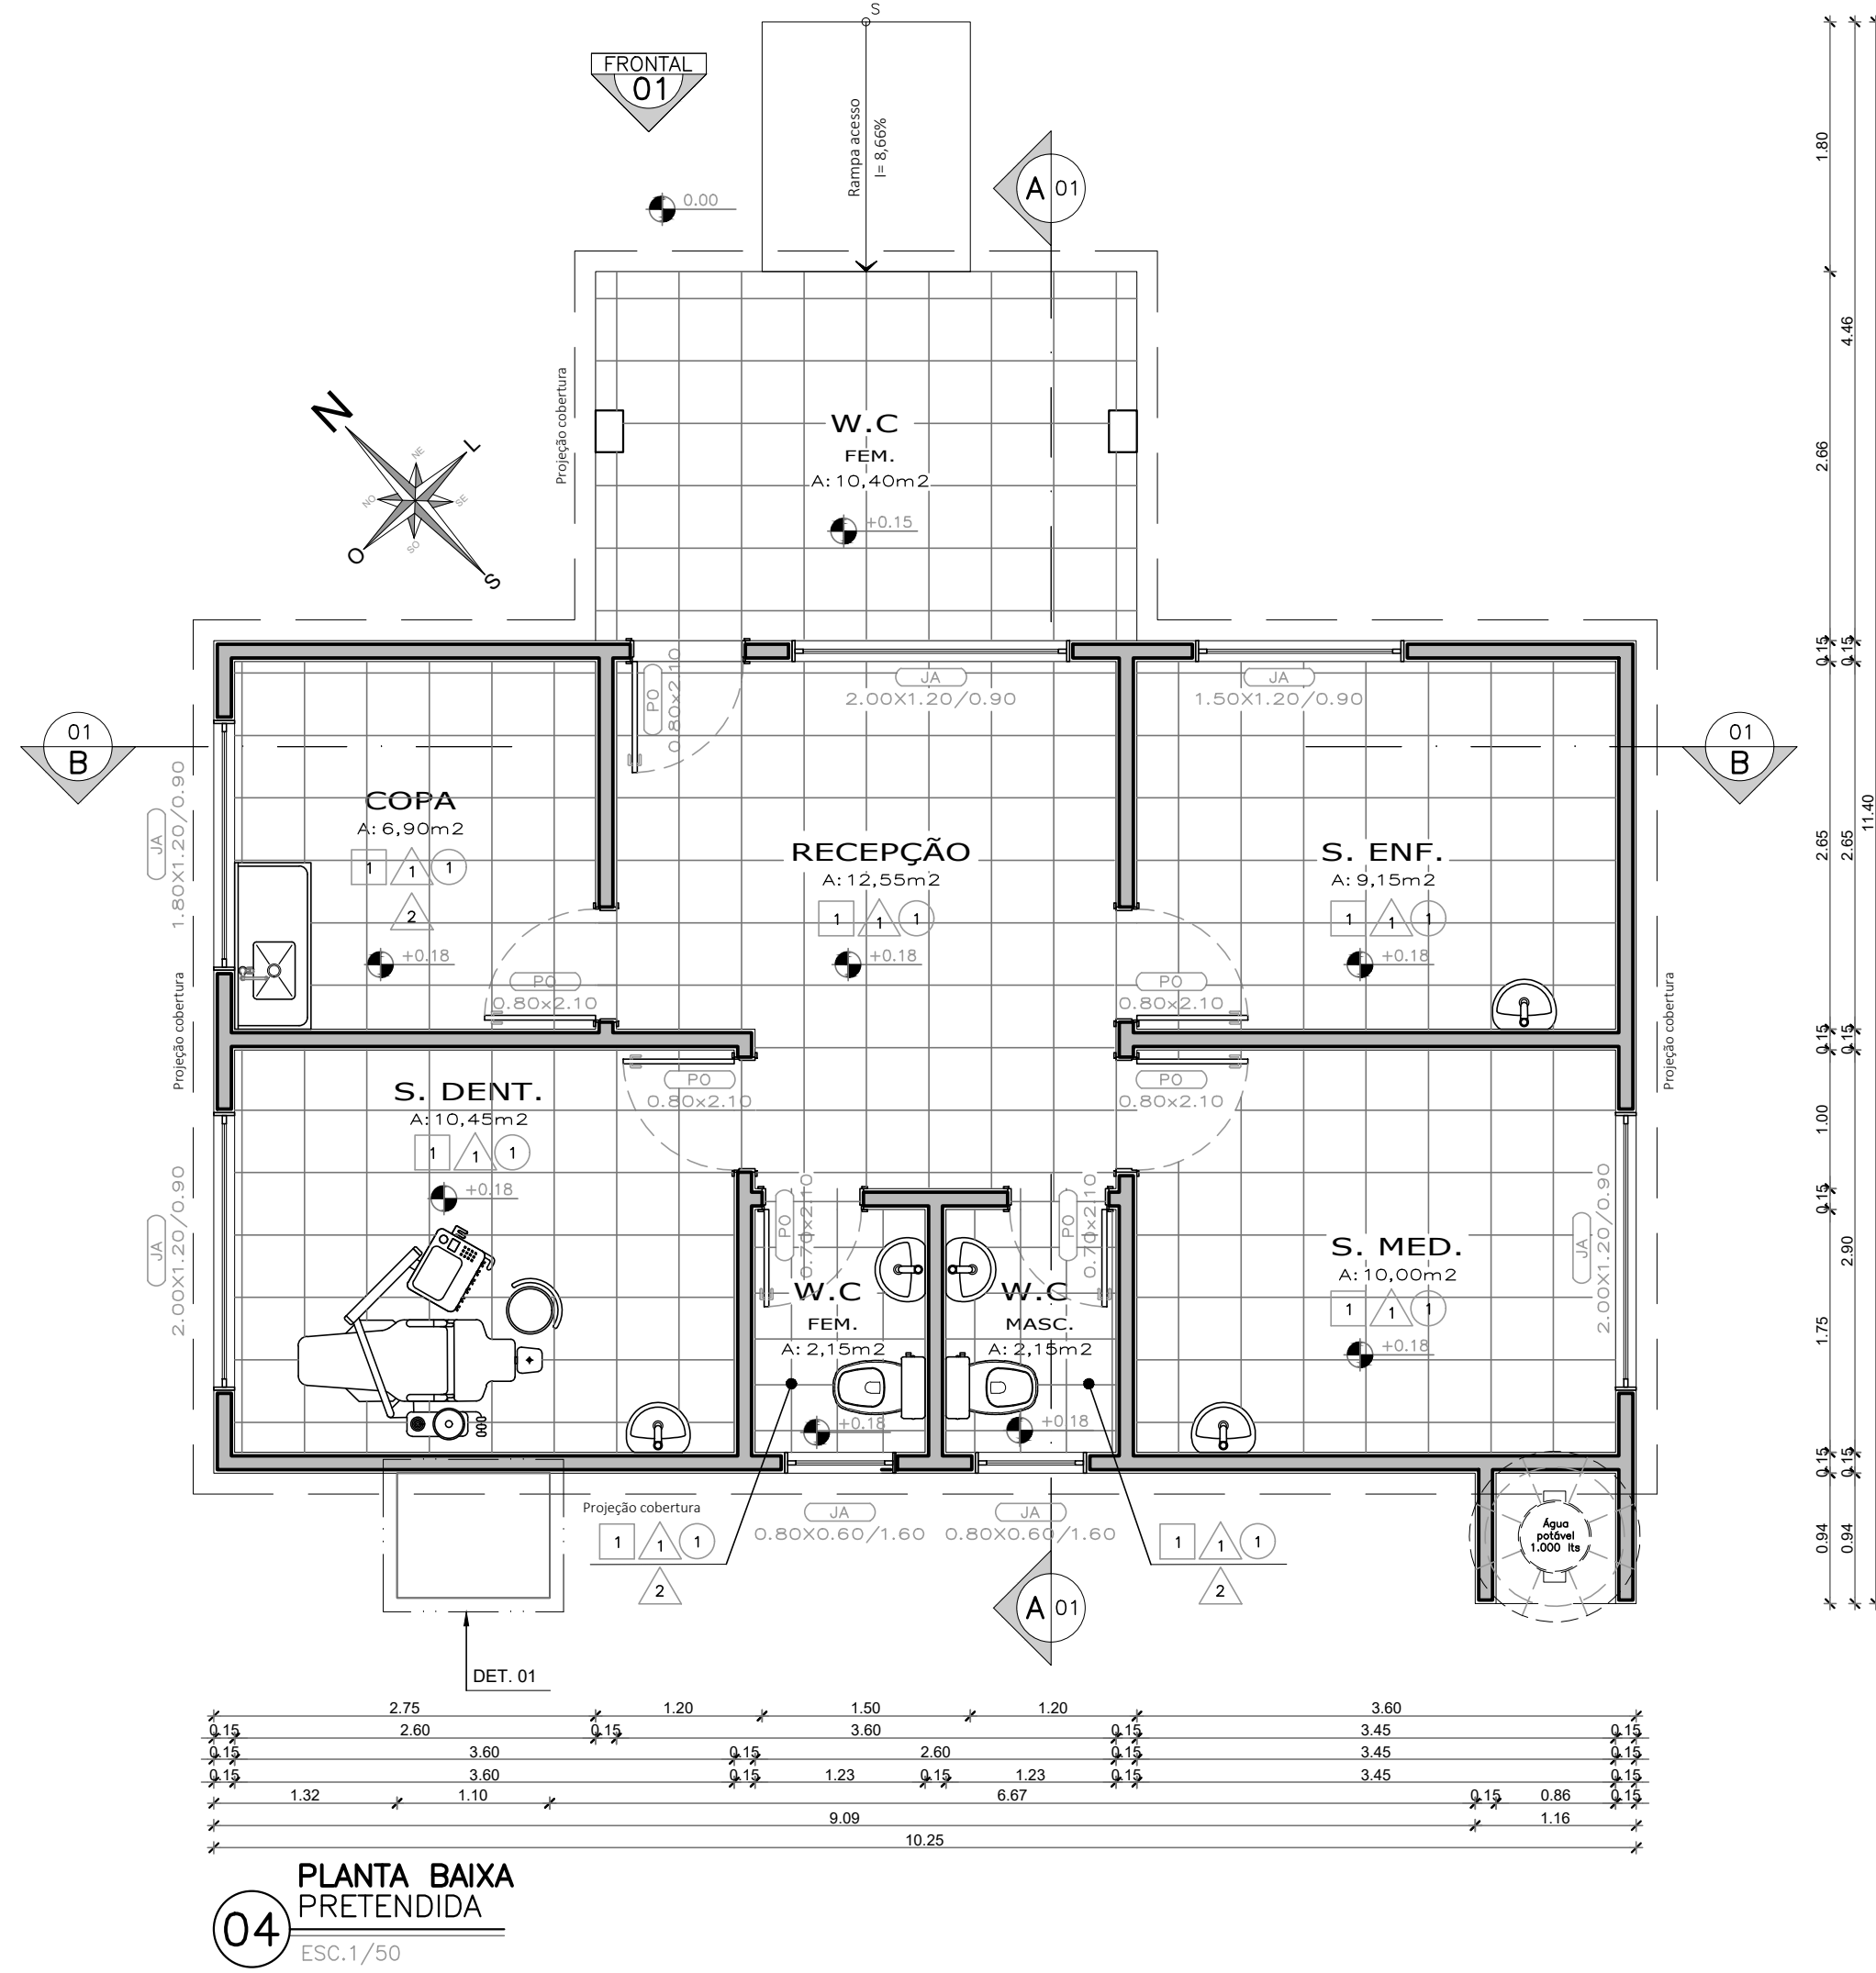 S
FRONTAL
01
Rampa acesso
I= 8,66%
A 01
0.00
Projeção cobertura
W.C
FEM.
A: 10,40m2
+0.15
N
NE
L
NO
SE
O
SO
S
P0
0.80x2.10
JA
2.00X1.20/0.90
JA
1.50X1.20/0.90
01
B
01
B
JA
1.80X1.20/0.90
COPA
A: 6,90m2
1 1 1
2
+0.18
P0
0.80x2.10
RECEPÇÃO
A: 12,55m2
1 1 1
+0.18
S. ENF.
A: 9,15m2
1 1 1
+0.18
P0
0.80x2.10
Projeção cobertura
Projeção cobertura
S. DENT.
A: 10,45m2
1 1 1
+0.18
P0
0.80x2.10
P0
0.80x2.10
JA
2.00X1.20/0.90
P0
0.70x2.10
P0
0.70x2.10
W.C
FEM.
A: 2,15m2
+0.18
W.C
MASC.
A: 2,15m2
+0.18
S. MED.
A: 10,00m2
1 1 1
+0.18
JA
2.00X1.20/0.90
Projeção cobertura
1 1 1
2
JA
0.80X0.60/1.60
JA
0.80X0.60/1.60
1 1 1
2
Água
potável
1.000 lts
A 01
DET. 01
1.80
2.66
0.15
2.65
0.15
1.00
0.15
1.75
0.15
0.94
4.46
0.15
2.65
0.15
2.90
0.15
0.94
11.40
2.75 1.20 1.50 1.20 3.60
0.15 2.60 0.15 3.60 0.15 3.45 0.15
0.15 3.60 0.15 2.60 0.15 3.45 0.15
0.15 3.60 0.15 1.23 0.15 1.23 0.15 3.45 0.15
1.32 1.10 6.67 0.15 0.86 0.15
9.09 1.16
10.25
04
PLANTA BAIXA
PRETENDIDA
ESC.1/50